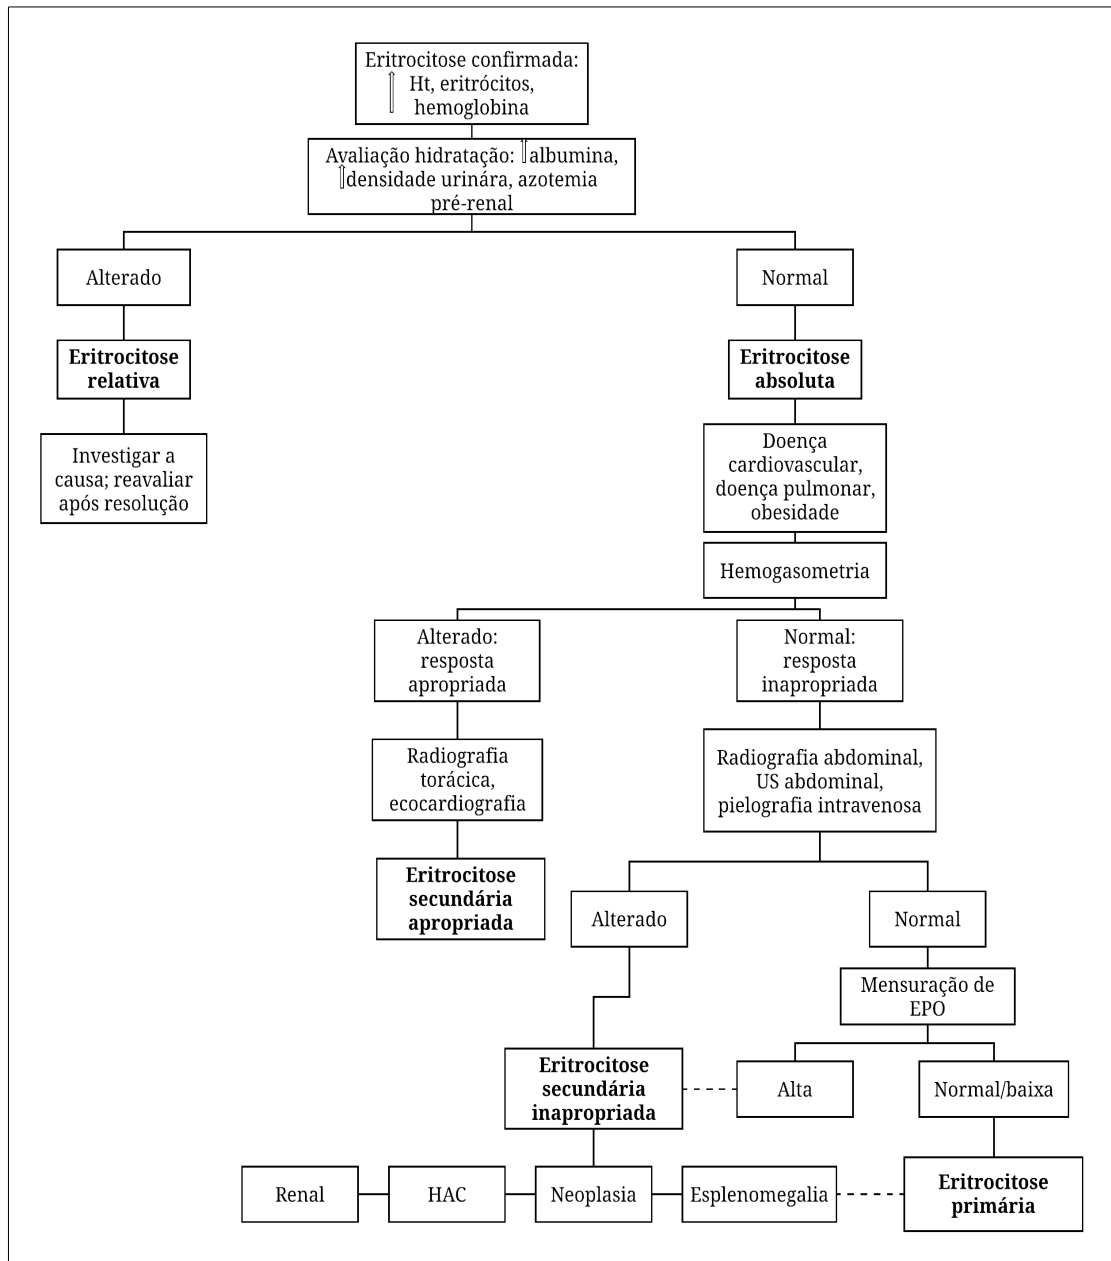 Eritrocitose confirmada:
⇧ Ht, eritrócitos,
hemoglobina
Avaliação hidratação: ⇧albumina,
⇧densidade urinára, azotemia
pré-renal
Alterado
Normal
Eritrocitose
relativa
Eritrocitose
absoluta
Investigar a
causa; reavaliar
após resolução
Doença
cardiovascular,
doença pulmonar,
obesidade
Hemogasometria
Alterado:
resposta
apropriada
Normal:
resposta
inapropriada
Radiografia
torácica,
ecocardiografia
Radiografia abdominal,
US abdominal,
pielografia intravenosa
Eritrocitose
secundária
apropriada
Alterado
Normal
Mensuração de
EPO
Eritrocitose
secundária
inapropriada
Alta
Normal/baixa
Renal
HAC
Neoplasia
Esplenomegalia
Eritrocitose
primária